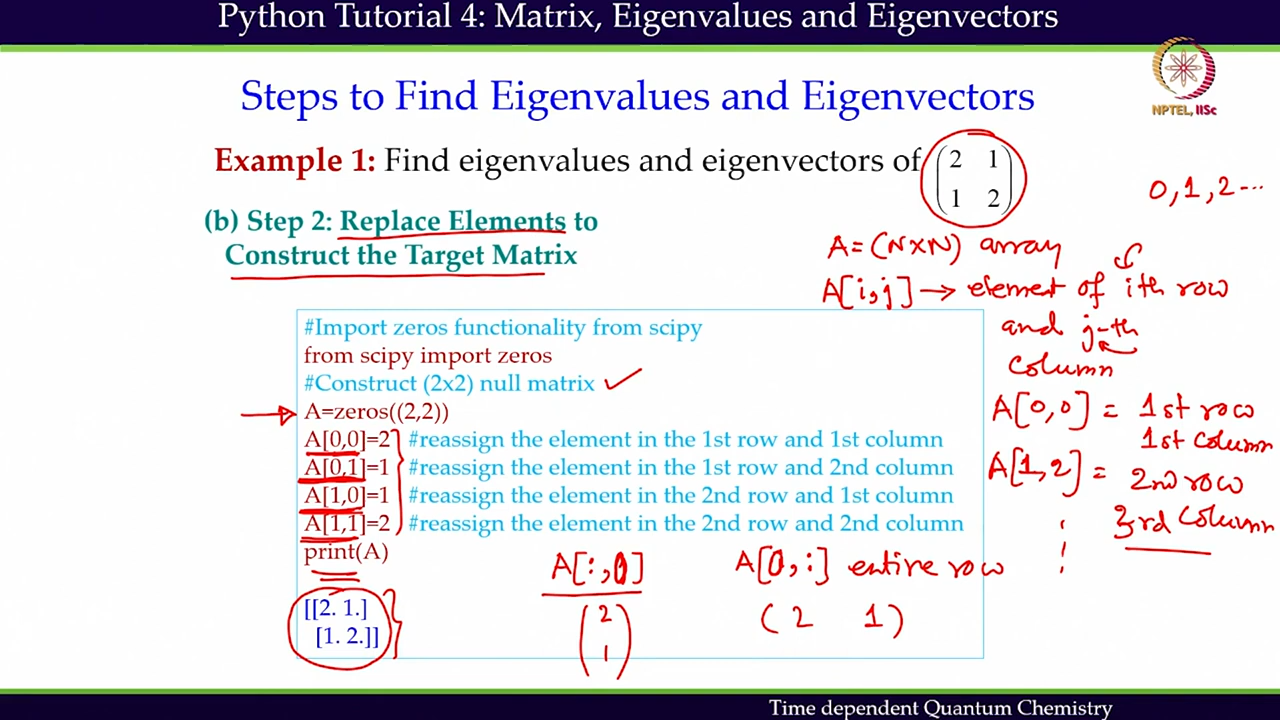 Python Tutorial 4: Matrix, Eigenvalues and Eigenvectors
NPTEL, IISc
Steps to Find Eigenvalues and Eigenvectors
Example 1: Find eigenvalues and eigenvectors of
2 1
1 2
0, 1, 2 ...
(b) Step 2: Replace Elements to
Construct the Target Matrix
A = (N×N) array
A[i,j] → element of ith row
and j-th
column
A[0,0] = 1st row
1st column
A[1,2] = 2nd row
3rd column
#Import zeros functionality from scipy
from scipy import zeros
#Construct (2x2) null matrix
A=zeros((2,2))
A[0,0]=2 #reassign the element in the 1st row and 1st column
A[0,1]=1 #reassign the element in the 1st row and 2nd column
A[1,0]=1 #reassign the element in the 2nd row and 1st column
A[1,1]=2 #reassign the element in the 2nd row and 2nd column
print(A)
[[2. 1.]
[1. 2.]]
A[:,0]
(2
1)
A[0,:] entire row
(2 1)
Time dependent Quantum Chemistry